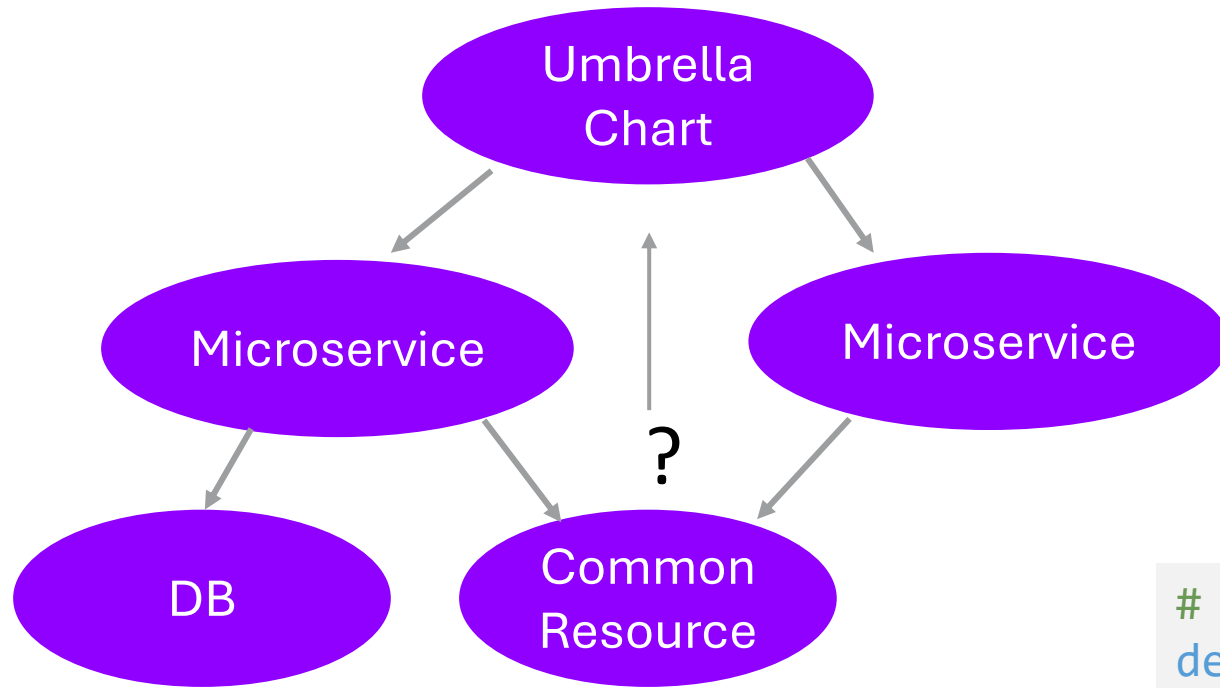 Umbrella
Chart
Microservice
Microservice
?
DB
Common
Resource
#
de